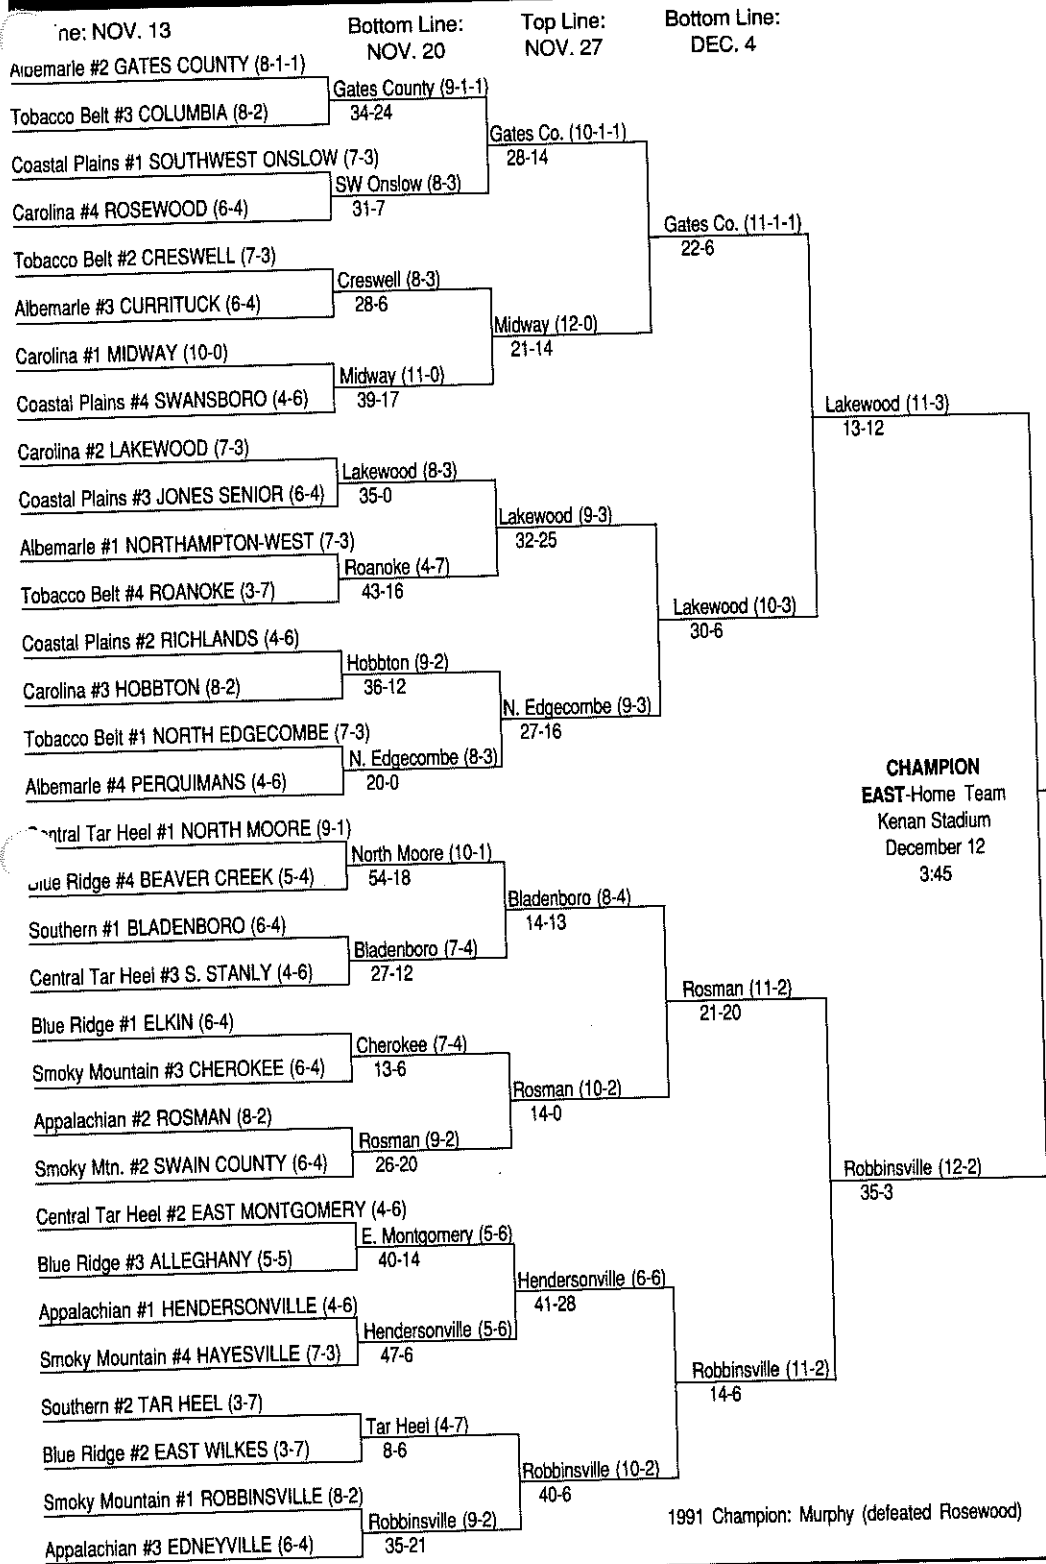 ne: NOV. 13
Bottom Line:
NOV. 20
Top Line:
NOV. 27
Bottom Line:
DEC. 4
Albemarle #2 GATES COUNTY (8-1-1)
Tobacco Belt #3 COLUMBIA (8-2)
Coastal Plains #1 SOUTHWEST ONSLOW (7-3)
Carolina #4 ROSEWOOD (6-4)
Tobacco Belt #2 CRESWELL (7-3)
Albemarle #3 CURRITUCK (6-4)
Carolina #1 MIDWAY (10-0)
Coastal Plains #4 SWANSBORO (4-6)
Carolina #2 LAKEWOOD (7-3)
Coastal Plains #3 JONES SENIOR (6-4)
Albemarle #1 NORTHAMPTON-WEST (7-3)
Tobacco Belt #4 ROANOKE (3-7)
Coastal Plains #2 RICHLANDS (4-6)
Carolina #3 HOBBTON (8-2)
Tobacco Belt #1 NORTH EDGECOMBE (7-3)
Albemarle #4 PERQUIMANS (4-6)
Central Tar Heel #1 NORTH MOORE (9-1)
Blue Ridge #4 BEAVER CREEK (5-4)
Southern #1 BLADENBORO (6-4)
Central Tar Heel #3 S. STANLY (4-6)
Blue Ridge #1 ELKIN (6-4)
Smoky Mountain #3 CHEROKEE (6-4)
Appalachian #2 ROSMAN (8-2)
Smoky Mtn. #2 SWAIN COUNTY (6-4)
Central Tar Heel #2 EAST MONTGOMERY (4-6)
Blue Ridge #3 ALLEGHANY (5-5)
Appalachian #1 HENDERSONVILLE (4-6)
Smoky Mountain #4 HAYESVILLE (7-3)
Southern #2 TAR HEEL (3-7)
Blue Ridge #2 EAST WILKES (3-7)
Smoky Mountain #1 ROBBINSVILLE (8-2)
Appalachian #3 EDNEYVILLE (6-4)
Gates County (9-1-1)
34-24
SW Onslow (8-3)
31-7
Creswell (8-3)
28-6
Midway (11-0)
39-17
Lakewood (8-3)
35-0
Roanoke (4-7)
43-16
Hobbton (9-2)
36-12
N. Edgecombe (8-3)
20-0
North Moore (10-1)
54-18
Bladenboro (7-4)
27-12
Cherokee (7-4)
13-6
Rosman (9-2)
26-20
E. Montgomery (5-6)
40-14
Hendersonville (5-6)
47-6
Tar Heel (4-7)
8-6
Robbinsville (9-2)
35-21
Gates Co. (10-1-1)
28-14
Midway (12-0)
21-14
Lakewood (9-3)
32-25
N. Edgecombe (9-3)
27-16
Bladenboro (8-4)
14-13
Rosman (10-2)
14-0
Hendersonville (6-6)
41-28
Robbinsville (10-2)
40-6
Gates Co. (11-1-1)
22-6
Lakewood (10-3)
30-6
Rosman (11-2)
21-20
Robbinsville (11-2)
14-6
Lakewood (11-3)
13-12
Robbinsville (12-2)
35-3
CHAMPION
EAST-Home Team
Kenan Stadium
December 12
3:45
1991 Champion: Murphy (defeated Rosewood)